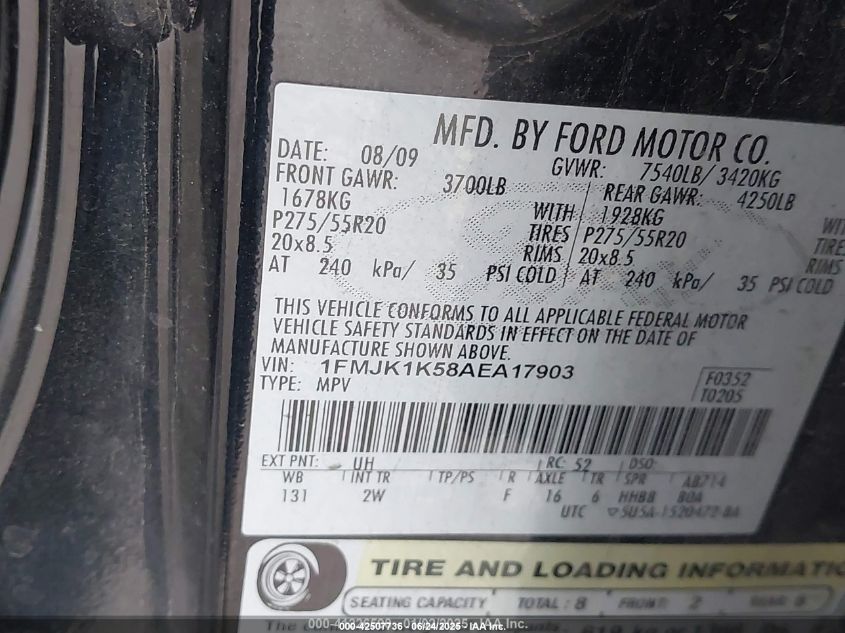 MFD. BY FORD MOTOR CO.
DATE: 08/09 GVWR: 7540LB/3420KG
FRONT GAWR: 3700LB REAR GAWR: 4250LB
1678KG WITH 1928KG WITH
P275/55R20 TIRES P275/55R20 TIRES
20x8.5 RIMS 20x8.5 RIMS
AT 240 kPa/ 35 PSI COLD AT 240 kPa/ 35 PSI COLD
THIS VEHICLE CONFORMS TO ALL APPLICABLE FEDERAL MOTOR
VEHICLE SAFETY STANDARDS IN EFFECT ON THE DATE OF
MANUFACTURE SHOWN ABOVE.
VIN: 1FMJK1K58AEA17903
TYPE: MPV
F0352
T0205
EXT PNT: UH RC: 52 DSO:
WB INT TR TP/PS R AXLE TR SPR
131 2W F 16 6 HHBB
UTC
TIRE AND LOADING INFORMATION
SEATING CAPACITY TOTAL: 8 FRONT: 2
000-42507736 - 06/24/2025 - IAA Inc.